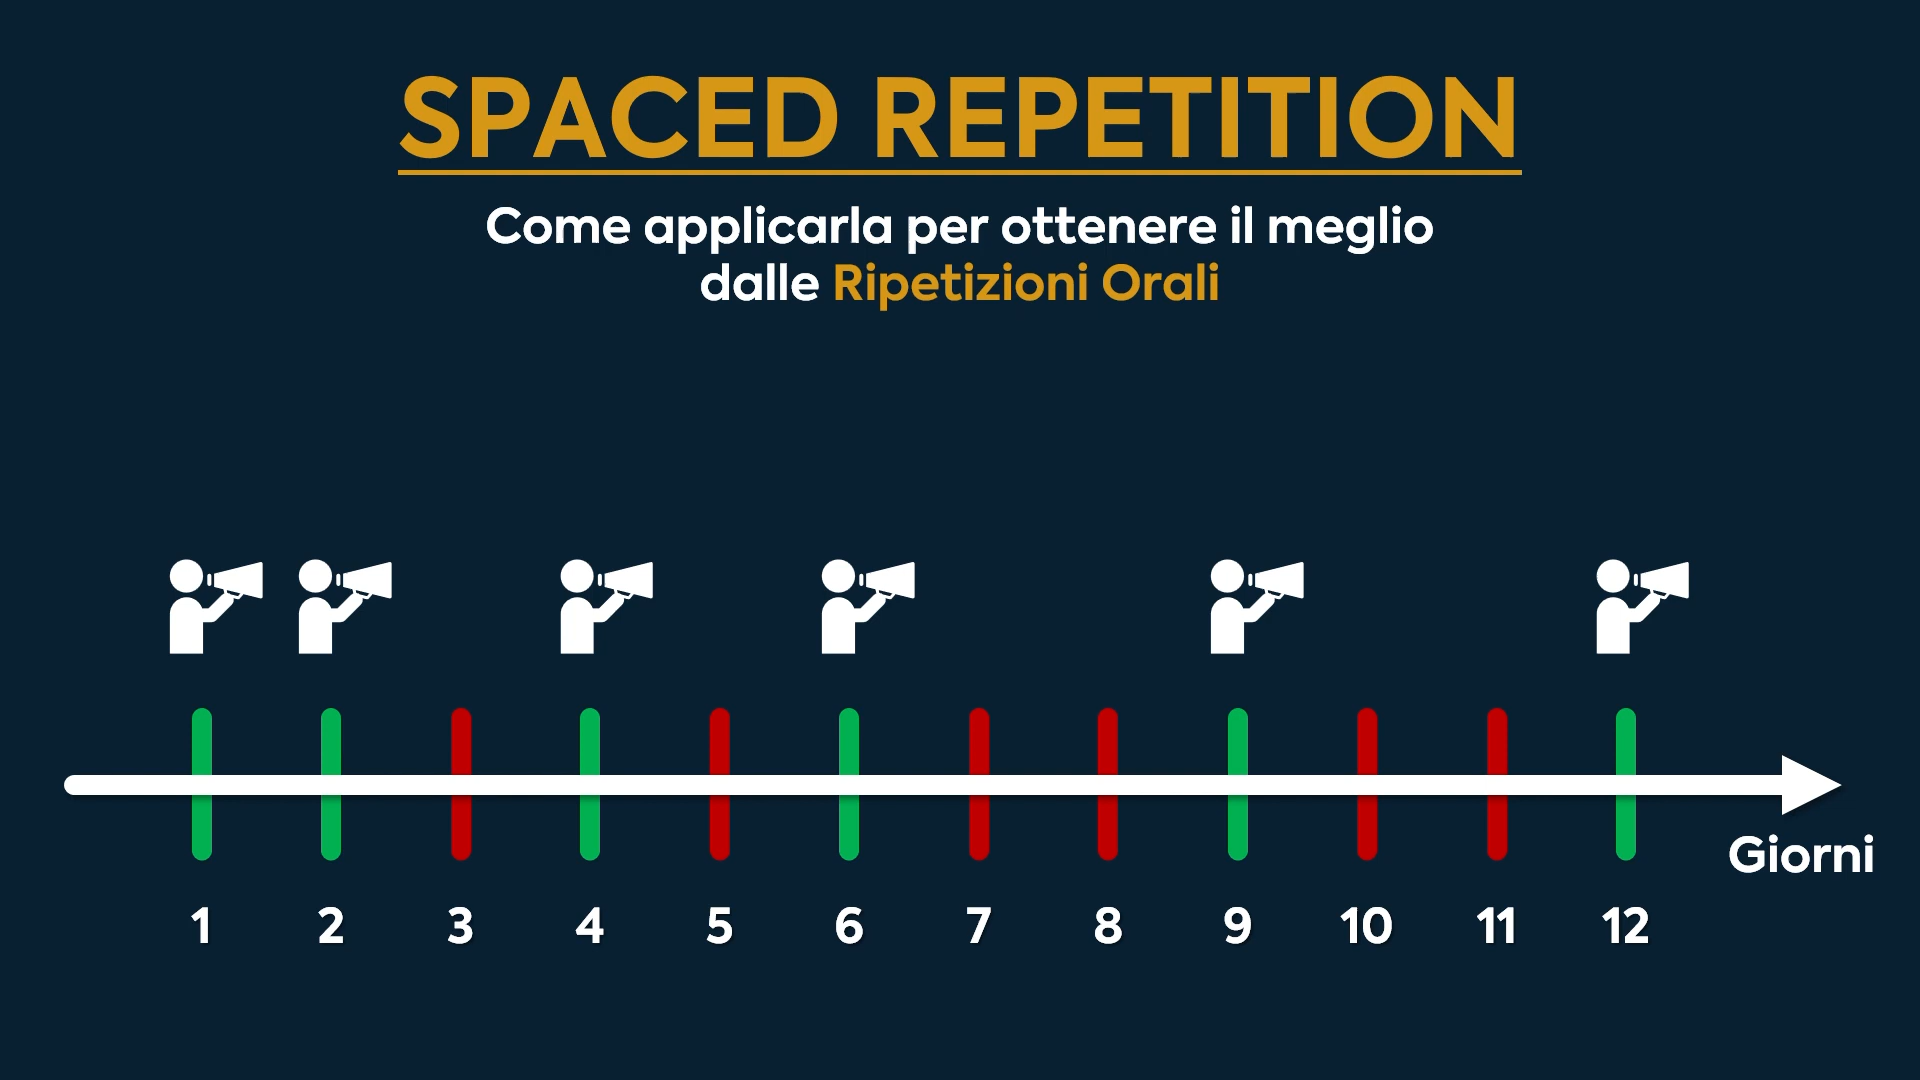 SPACED REPETITION
Come applicarla per ottenere il meglio
dalle Ripetizioni Orali
Giorni
1 2 3 4 5 6 7 8 9 10 11 12